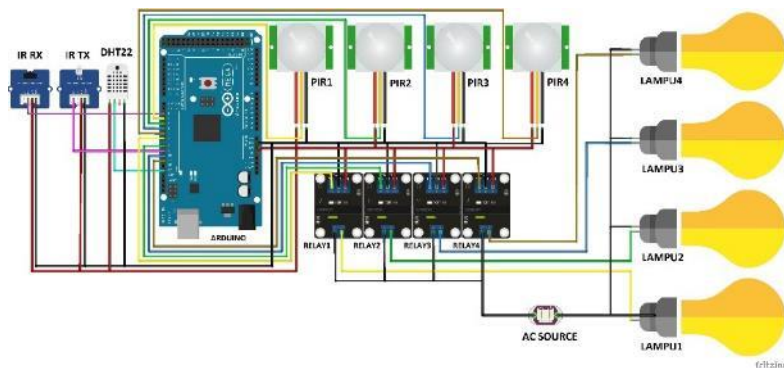 IR RX
IR TX
DHT22
PIR1
PIR2
PIR3
PIR4
LAMPU4
LAMPU3
ARDUINO
RELAY1
RELAY2
RELAY3
RELAY4
LAMPU2
AC SOURCE
LAMPU1